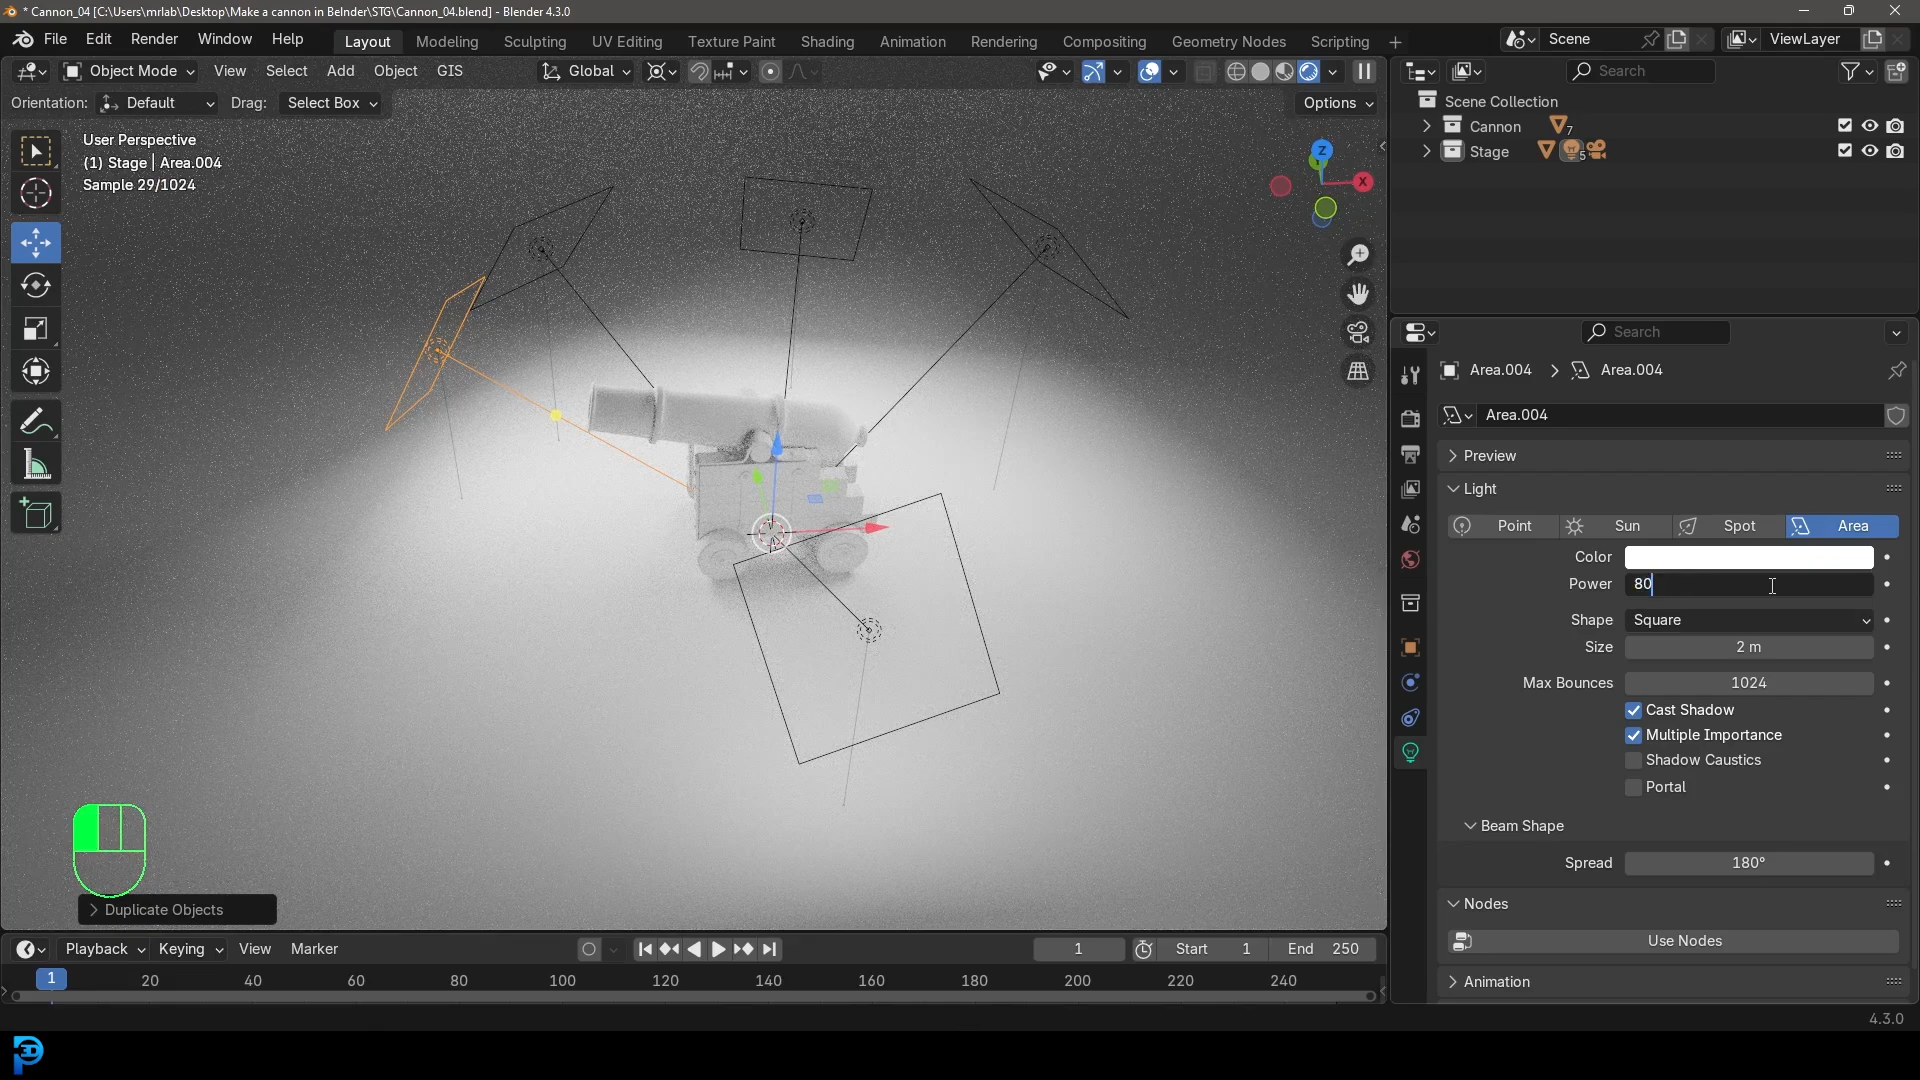 * Cannon_04 [C:\Users\mrlab\Desktop\Make a cannon in Belnder\STG\Cannon_04.blend] - Blender 4.3.0
File Edit Render Window Help Layout Modeling Sculpting UV Editing Texture Paint Shading Animation Rendering Compositing Geometry Nodes Scripting + Scene ViewLayer
Object Mode View Select Add Object GIS Global Search
Orientation: Default Drag: Select Box Options
Scene Collection
Cannon 7
Stage 5
User Perspective
(1) Stage | Area.004
Sample 29/1024
Z
X
Search
Area.004 > Area.004
Area.004
Preview
Light
Point Sun Spot Area
Color
Power 80
Shape Square
Size 2 m
Max Bounces 1024
Cast Shadow
Multiple Importance
Shadow Caustics
Portal
Beam Shape
Spread 180°
Nodes
Use Nodes
Animation
Duplicate Objects
Playback Keying View Marker 1 Start 1 End 250
1 20 40 60 80 100 120 140 160 180 200 220 240
4.3.0